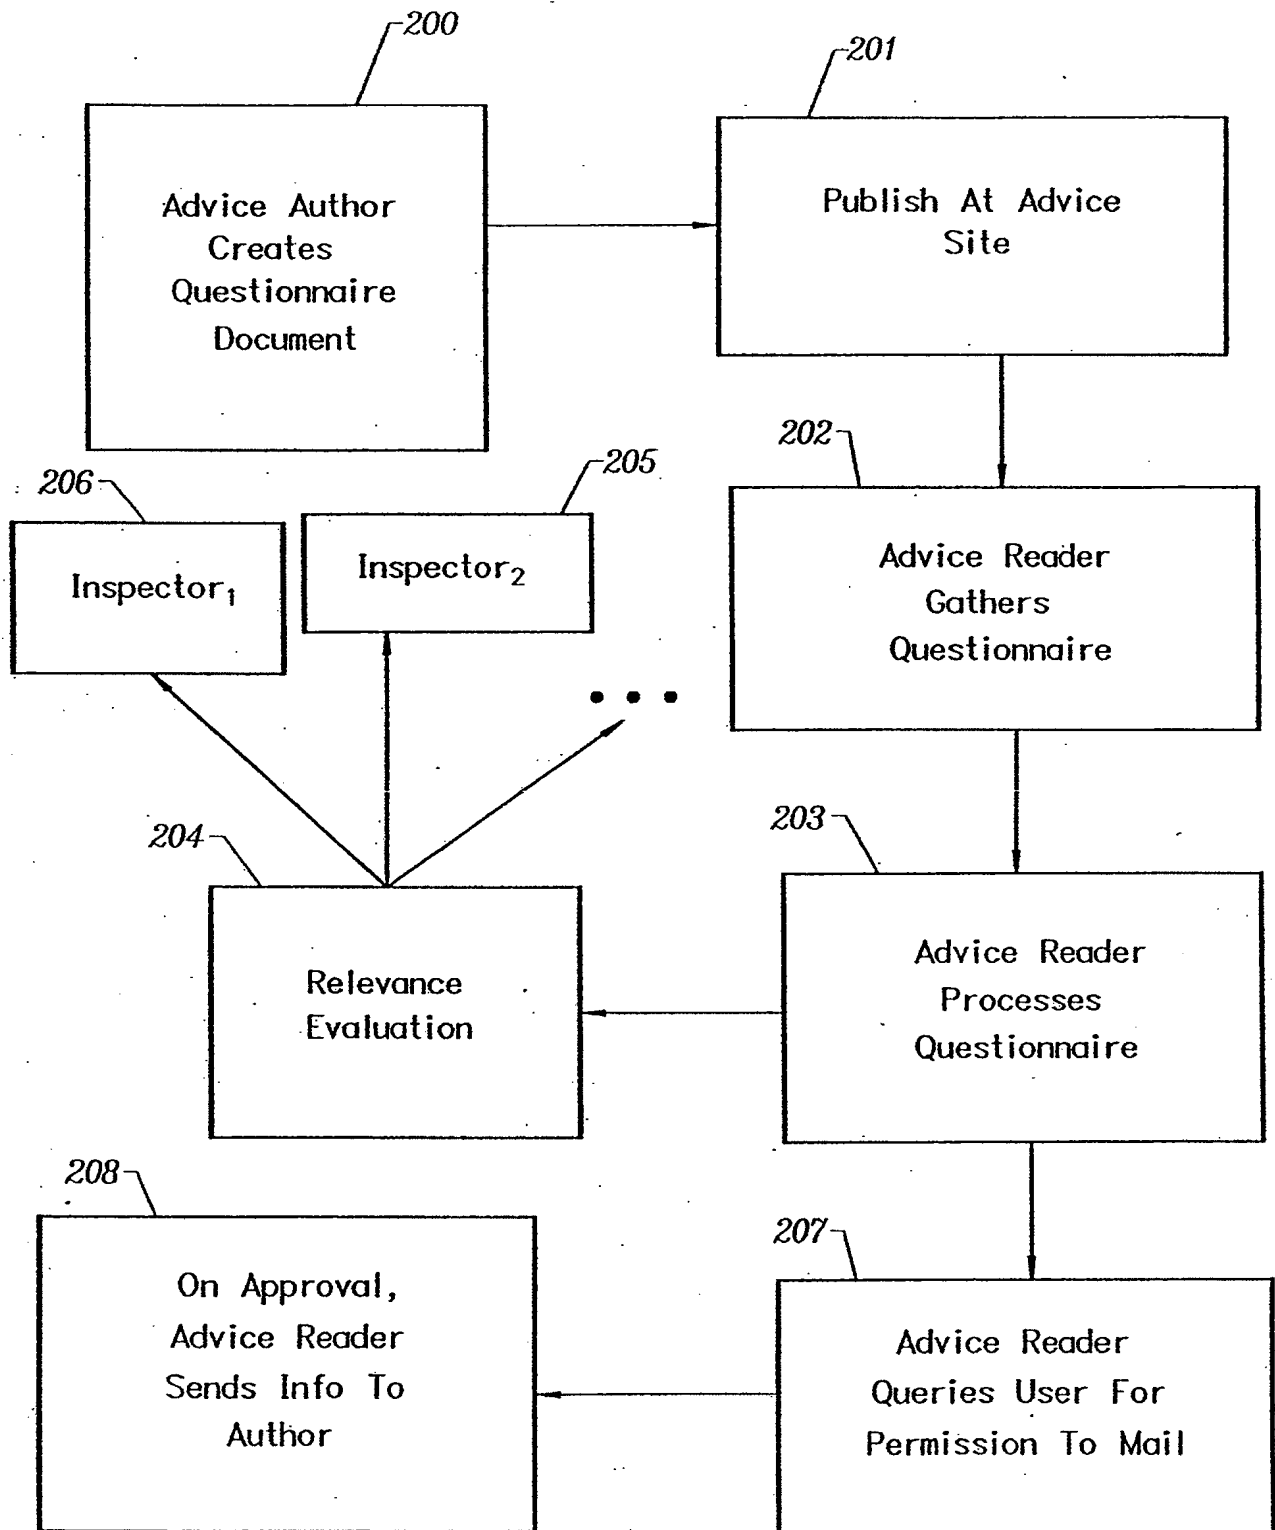 200
Advice Author
Creates
Questionnaire
Document
201
Publish At Advice
Site
202
Advice Reader
Gathers
Questionnaire
206
Inspector₁
205
Inspector₂
• • •
203
Advice Reader
Processes
Questionnaire
204
Relevance
Evaluation
207
Advice Reader
Queries User For
Permission To Mail
208
On Approval,
Advice Reader
Sends Info To
Author